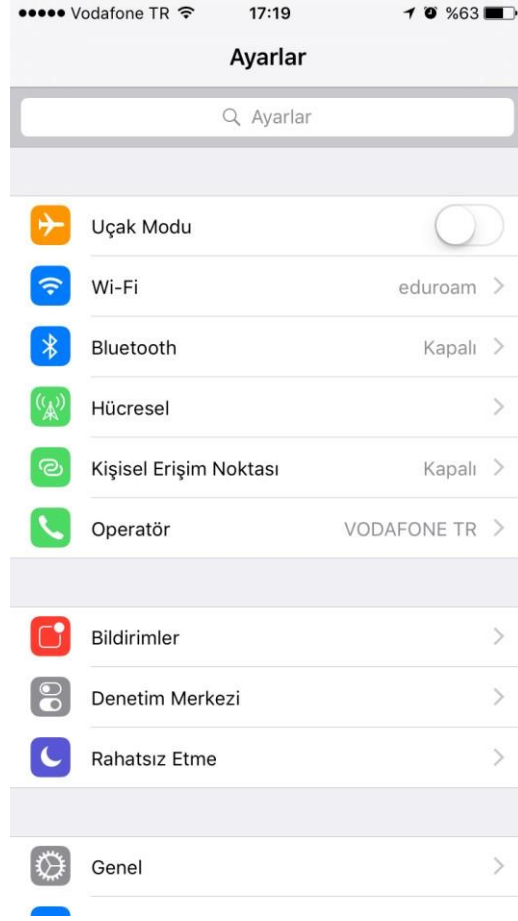 Vodafone TR 17:19 %63
Ayarlar
Ayarlar
Uçak Modu
Wi-Fi eduroam
Bluetooth Kapalı
Hücresel
Kişisel Erişim Noktası Kapalı
Operatör VODAFONE TR
Bildirimler
Denetim Merkezi
Rahatsız Etme
Genel